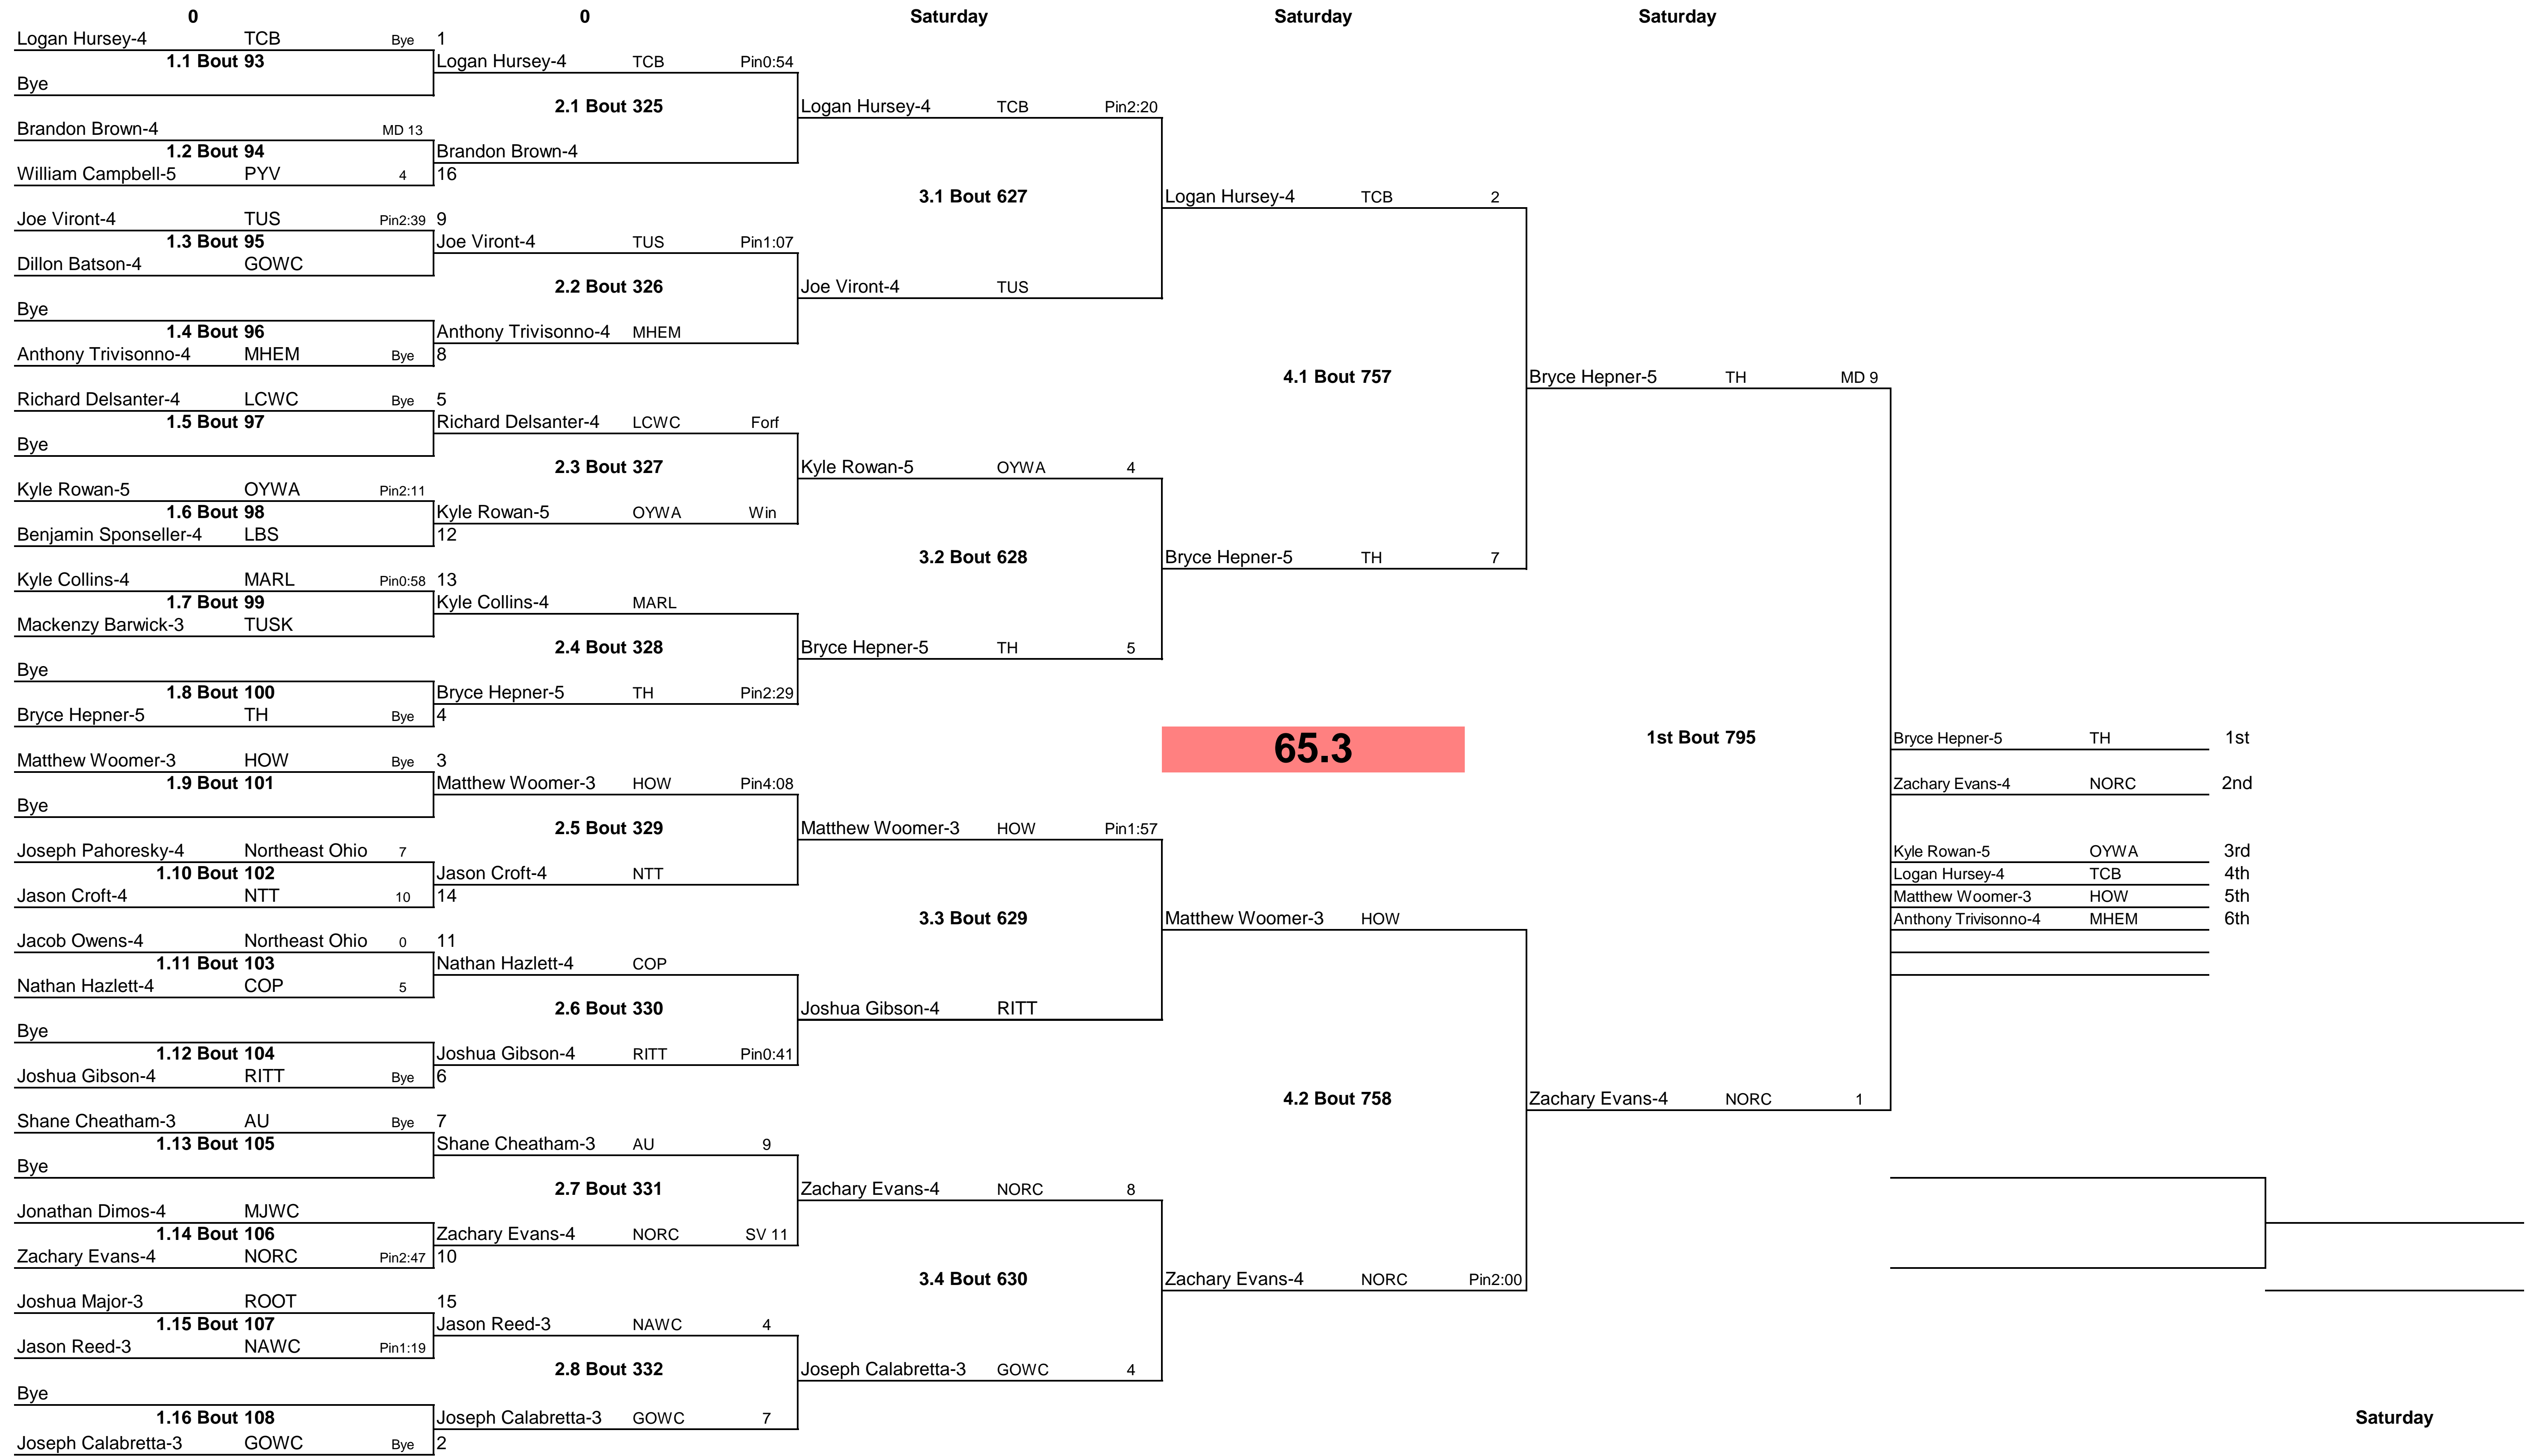 0 0 Saturday Saturday Saturday
Logan Hursey-4 TCB Bye 1
1.1 Bout 93
Bye
Brandon Brown-4 MD 13
1.2 Bout 94
William Campbell-5 PYV 4 16
Joe Viront-4 TUS Pin2:39 9
1.3 Bout 95
Dillon Batson-4 GOWC
Bye
1.4 Bout 96
Anthony Trivisonno-4 MHEM Bye 8
Richard Delsanter-4 LCWC Bye 5
1.5 Bout 97
Bye
Kyle Rowan-5 OYWA Pin2:11
1.6 Bout 98
Benjamin Sponseller-4 LBS 12
Kyle Collins-4 MARL Pin0:58 13
1.7 Bout 99
Mackenzy Barwick-3 TUSK
Bye
1.8 Bout 100
Bryce Hepner-5 TH Bye 4
Matthew Woomer-3 HOW Bye 3
1.9 Bout 101
Bye
Joseph Pahoresky-4 Northeast Ohio 7
1.10 Bout 102
Jason Croft-4 NTT 10 14
Jacob Owens-4 Northeast Ohio 0 11
1.11 Bout 103
Nathan Hazlett-4 COP 5
Bye
1.12 Bout 104
Joshua Gibson-4 RITT Bye 6
Shane Cheatham-3 AU Bye 7
1.13 Bout 105
Bye
Jonathan Dimos-4 MJWC
1.14 Bout 106
Zachary Evans-4 NORC Pin2:47 10
Joshua Major-3 ROOT 15
1.15 Bout 107
Jason Reed-3 NAWC Pin1:19
Bye
1.16 Bout 108
Joseph Calabretta-3 GOWC Bye 2
Logan Hursey-4 TCB Pin0:54
2.1 Bout 325
Brandon Brown-4
Joe Viront-4 TUS Pin1:07
2.2 Bout 326
Anthony Trivisonno-4 MHEM
Richard Delsanter-4 LCWC Forf
2.3 Bout 327
Kyle Rowan-5 OYWA Win
Kyle Collins-4 MARL
2.4 Bout 328
Bryce Hepner-5 TH Pin2:29
Matthew Woomer-3 HOW Pin4:08
2.5 Bout 329
Jason Croft-4 NTT
Nathan Hazlett-4 COP
2.6 Bout 330
Joshua Gibson-4 RITT Pin0:41
Shane Cheatham-3 AU 9
2.7 Bout 331
Zachary Evans-4 NORC SV 11
Jason Reed-3 NAWC 4
2.8 Bout 332
Joseph Calabretta-3 GOWC 7
Logan Hursey-4 TCB Pin2:20
3.1 Bout 627
Joe Viront-4 TUS
Kyle Rowan-5 OYWA 4
3.2 Bout 628
Bryce Hepner-5 TH 5
Matthew Woomer-3 HOW Pin1:57
3.3 Bout 629
Joshua Gibson-4 RITT
Zachary Evans-4 NORC 8
3.4 Bout 630
Joseph Calabretta-3 GOWC 4
Logan Hursey-4 TCB 2
4.1 Bout 757
Bryce Hepner-5 TH 7
65.3
Matthew Woomer-3 HOW
4.2 Bout 758
Zachary Evans-4 NORC Pin2:00
Bryce Hepner-5 TH MD 9
1st Bout 795
Zachary Evans-4 NORC 1
Bryce Hepner-5 TH 1st
Zachary Evans-4 NORC 2nd
Kyle Rowan-5 OYWA 3rd
Logan Hursey-4 TCB 4th
Matthew Woomer-3 HOW 5th
Anthony Trivisonno-4 MHEM 6th
Saturday